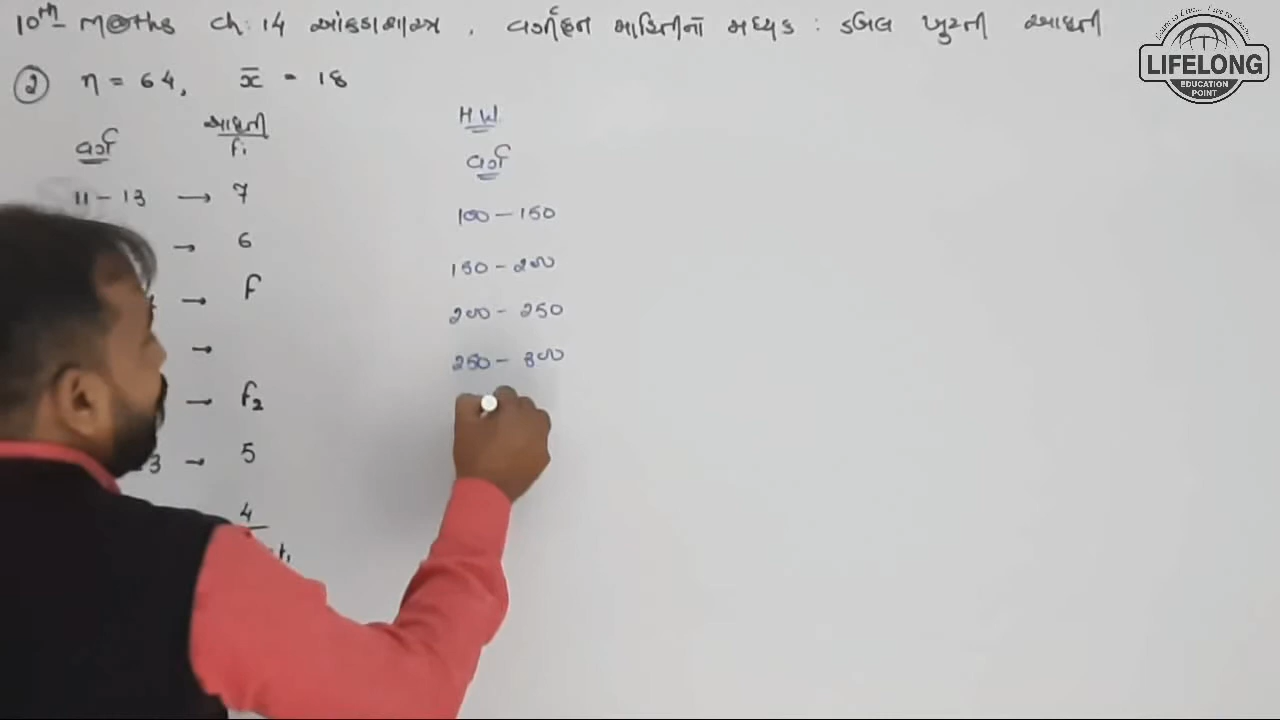 10th Maths ch: 14 આંકડાશાસ્ત્ર . વર્ગીકૃત માહિતીનો મધ્યક : ડબલ ખુટતી આવૃત્તી
LIFELONG
EDUCATION
POINT
② n = 64, x̄ = 18
વર્ગ આવૃત્તી
fi
11 - 13 → 7
→ 6
→ f
→
→ f2
3 → 5
4
H W
વર્ગ
100 - 150
150 - 200
200 - 250
250 - 300